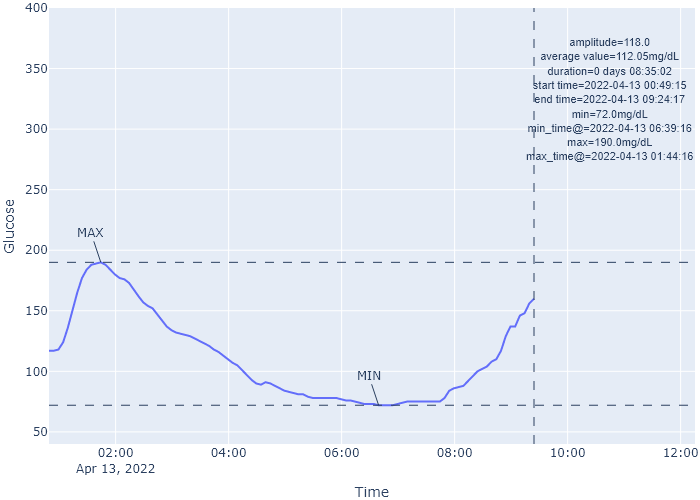 400
350
300
250
200
150
100
50
Glucose
amplitude=118.0
average value=112.05mg/dL
duration=0 days 08:35:02
start time=2022-04-13 00:49:15
end time=2022-04-13 09:24:17
min=72.0mg/dL
min_time@=2022-04-13 06:39:16
max=190.0mg/dL
max_time@=2022-04-13 01:44:16
MAX
MIN
02:00 04:00 06:00 08:00 10:00 12:00
Apr 13, 2022
Time